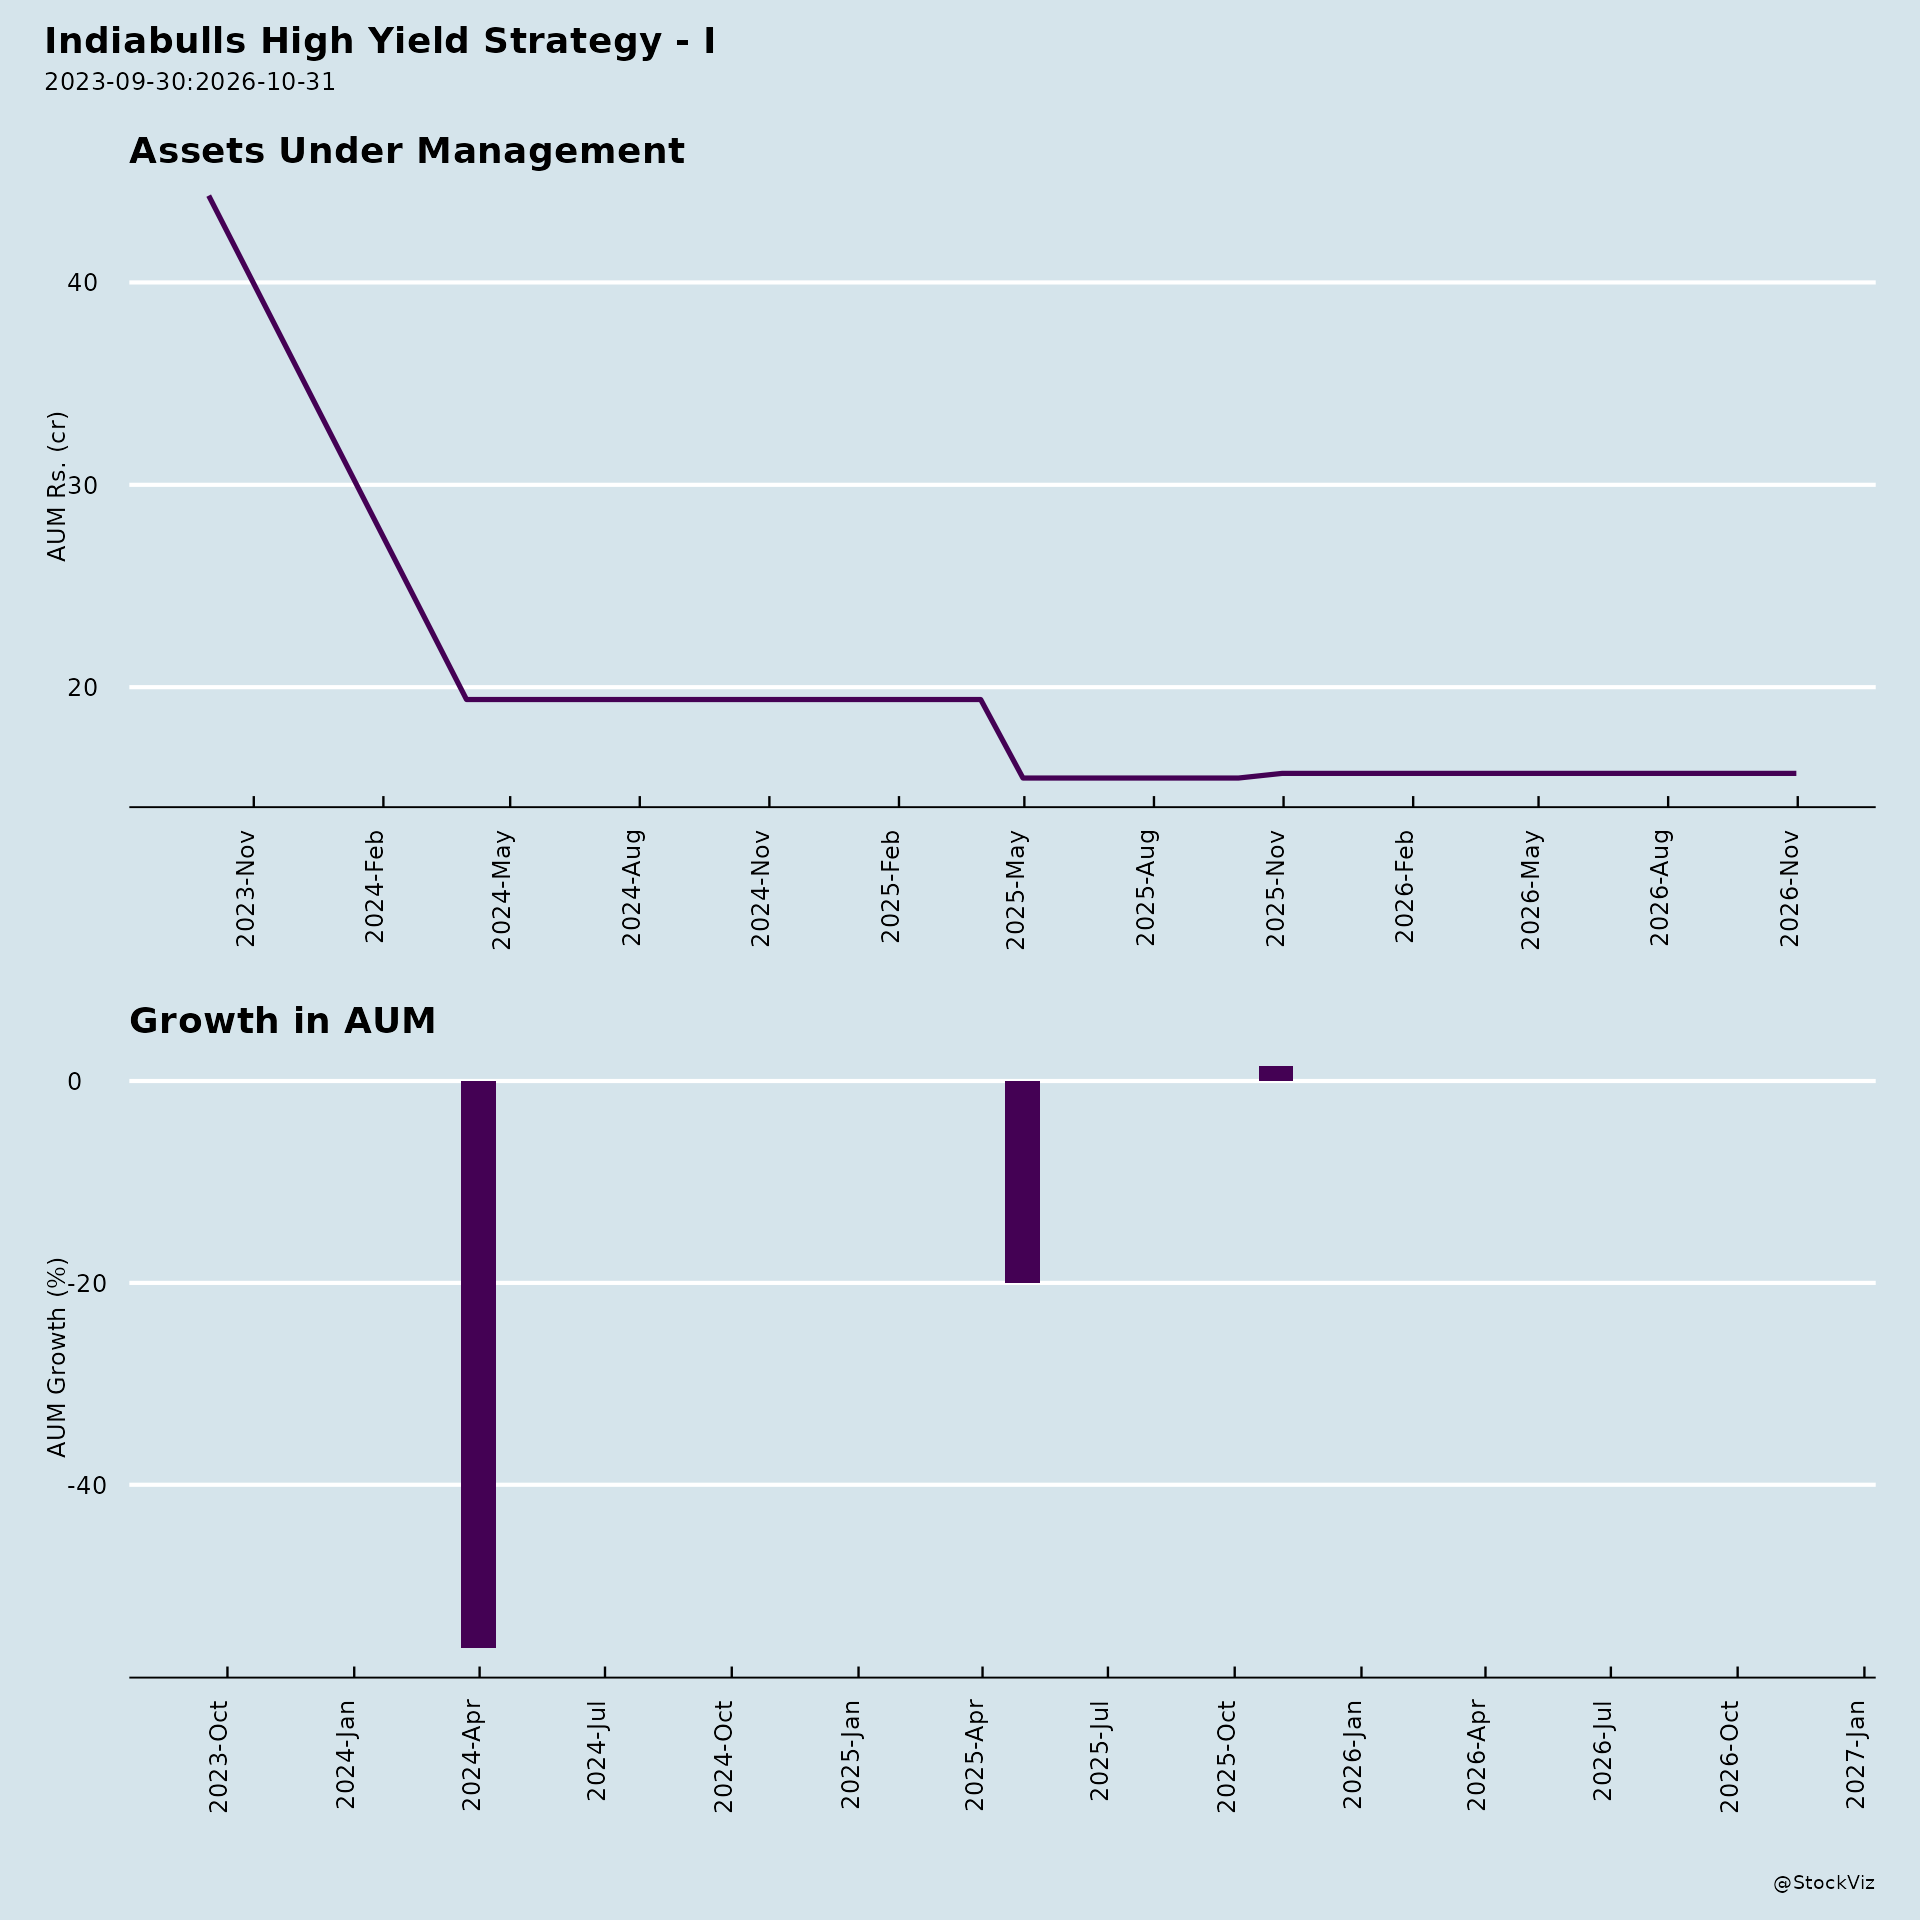 Indiabulls High Yield Strategy - I
2023-09-30:2026-10-31
Assets Under Management
AUM Rs. (cr)
40
30
20
2023-Nov
2024-Feb
2024-May
2024-Aug
2024-Nov
2025-Feb
2025-May
2025-Aug
2025-Nov
2026-Feb
2026-May
2026-Aug
2026-Nov
Growth in AUM
AUM Growth (%)
0
-20
-40
2023-Oct
2024-Jan
2024-Apr
2024-Jul
2024-Oct
2025-Jan
2025-Apr
2025-Jul
2025-Oct
2026-Jan
2026-Apr
2026-Jul
2026-Oct
2027-Jan
@StockViz